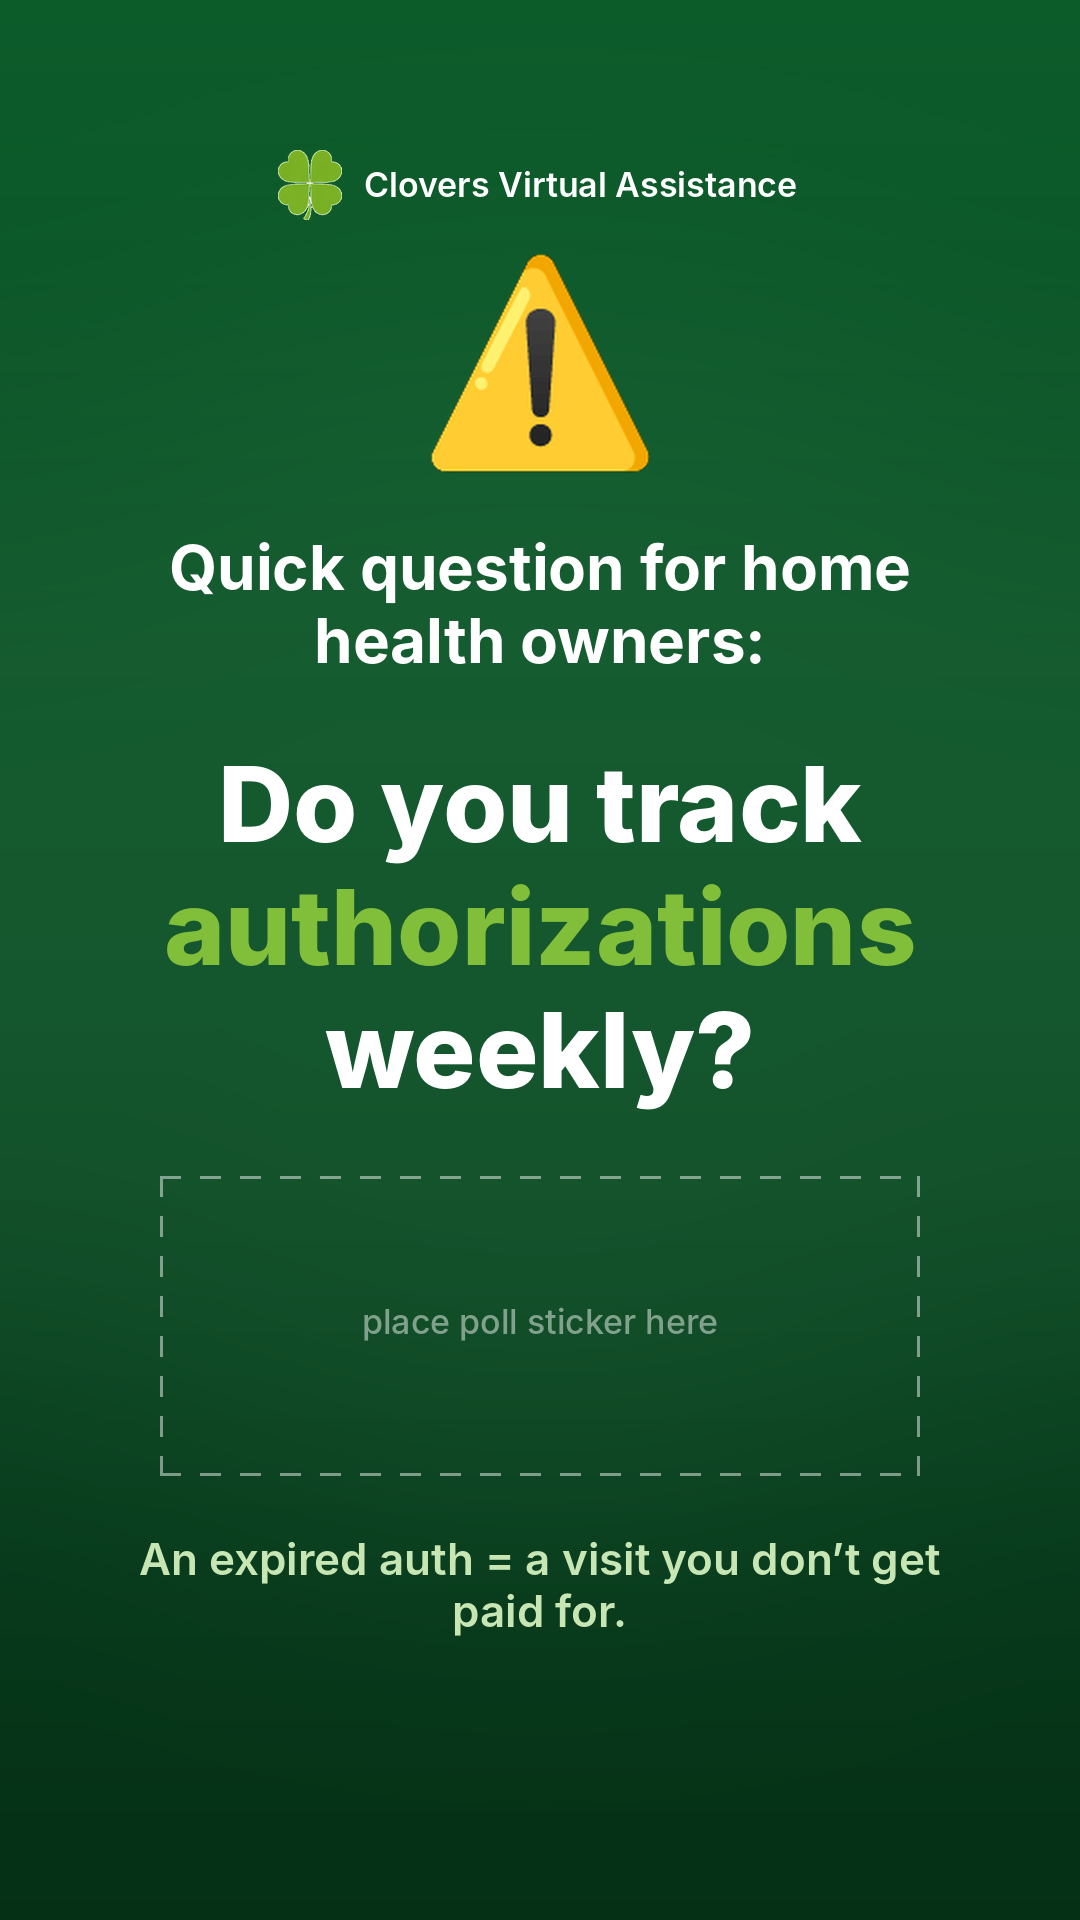 Clovers Virtual Assistance
Quick question for home
health owners:
Do you track
authorizations
weekly?
place poll sticker here
An expired auth = a visit you don’t get
paid for.